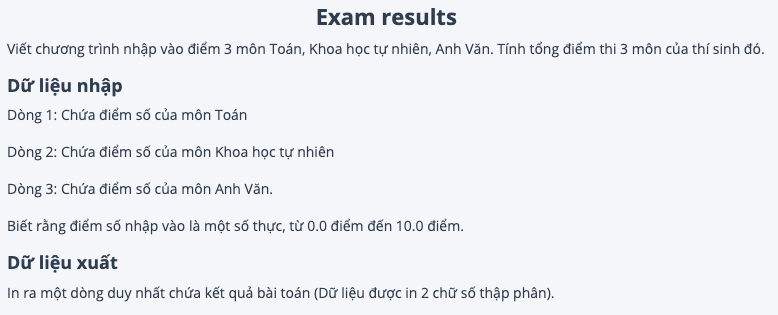 Exam results
Viết chương trình nhập vào điểm 3 môn Toán, Khoa học tự nhiên, Anh Văn. Tính tổng điểm thi 3 môn của thí sinh đó.
Dữ liệu nhập
Dòng 1: Chứa điểm số của môn Toán
Dòng 2: Chứa điểm số của môn Khoa học tự nhiên
Dòng 3: Chứa điểm số của môn Anh Văn.
Biết rằng điểm số nhập vào là một số thực, từ 0.0 điểm đến 10.0 điểm.
Dữ liệu xuất
In ra một dòng duy nhất chứa kết quả bài toán (Dữ liệu được in 2 chữ số thập phân).